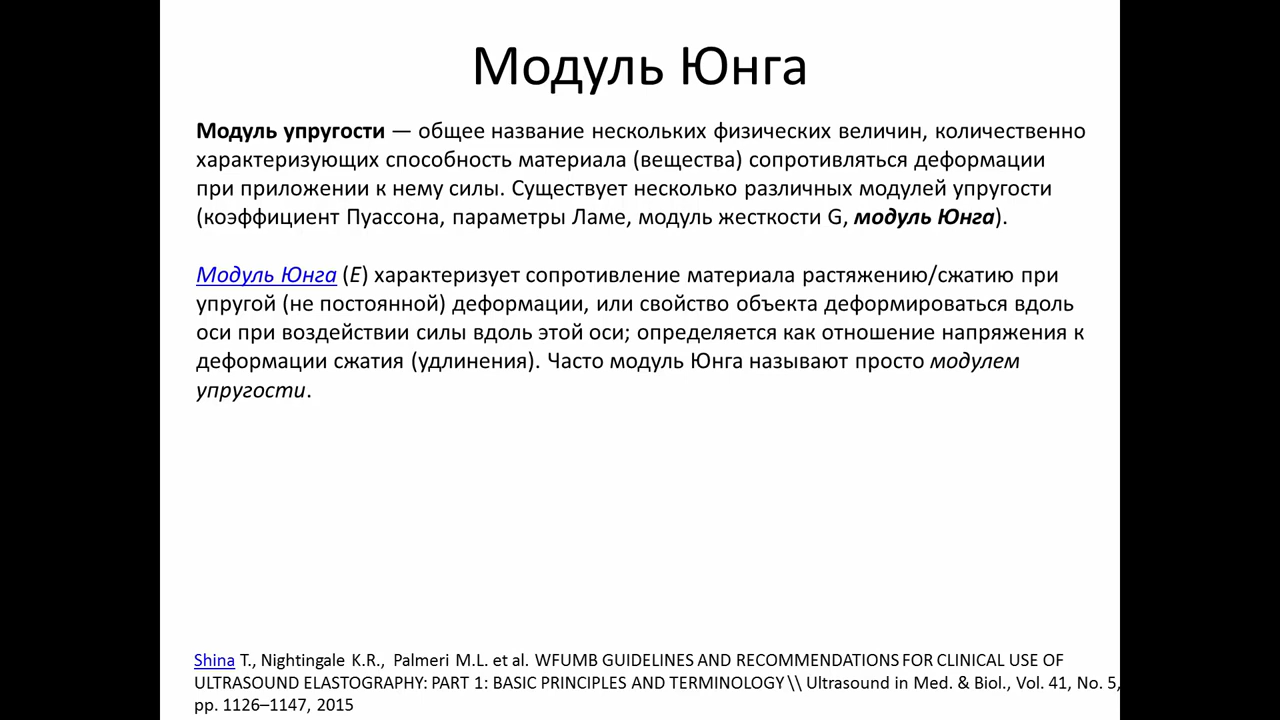 Модуль Юнга
Модуль упругости — общее название нескольких физических величин, количественно
характеризующих способность материала (вещества) сопротивляться деформации
при приложении к нему силы. Существует несколько различных модулей упругости
(коэффициент Пуассона, параметры Ламе, модуль жесткости G, модуль Юнга).
Модуль Юнга (E) характеризует сопротивление материала растяжению/сжатию при
упругой (не постоянной) деформации, или свойство объекта деформироваться вдоль
оси при воздействии силы вдоль этой оси; определяется как отношение напряжения к
деформации сжатия (удлинения). Часто модуль Юнга называют просто модулем
упругости.
Shina T., Nightingale K.R., Palmeri M.L. et al. WFUMB GUIDELINES AND RECOMMENDATIONS FOR CLINICAL USE OF
ULTRASOUND ELASTOGRAPHY: PART 1: BASIC PRINCIPLES AND TERMINOLOGY \\ Ultrasound in Med. & Biol., Vol. 41, No. 5,
pp. 1126–1147, 2015